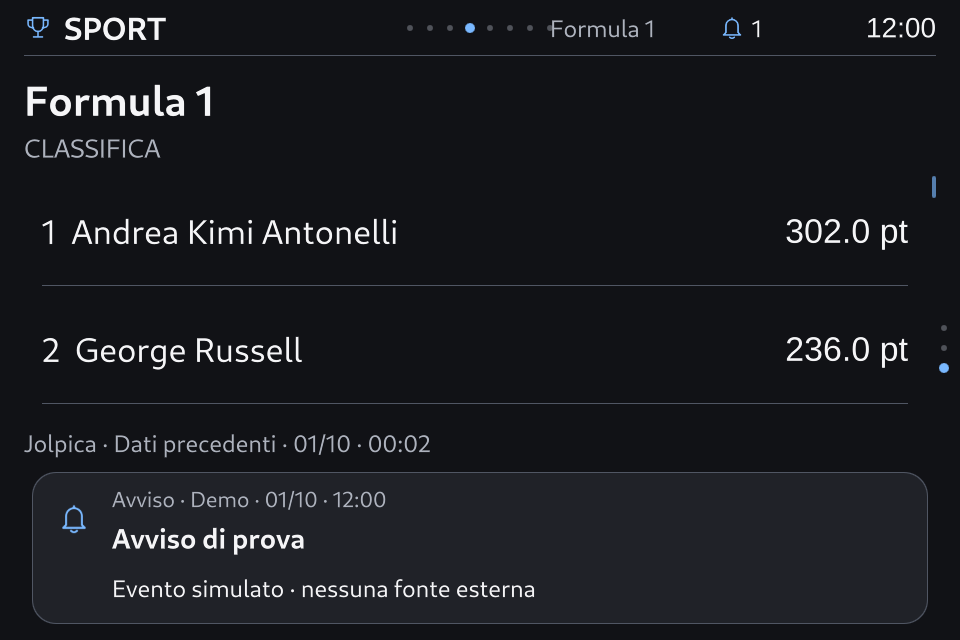 SPORT Formula 1 1 12:00
Formula 1
CLASSIFICA
1 Andrea Kimi Antonelli 302.0 pt
2 George Russell 236.0 pt
Jolpica · Dati precedenti · 01/10 · 00:02
Avviso · Demo · 01/10 · 12:00
Avviso di prova
Evento simulato · nessuna fonte esterna